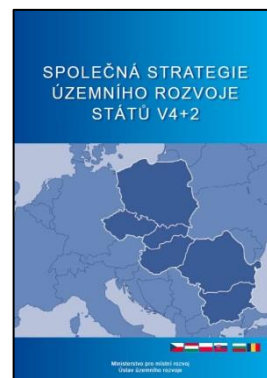 SPOLEČNÁ STRATEGIE
ÚZEMNÍHO ROZVOJE
STÁTŮ V4+2
Ministerstvo pro místní rozvoj
Ústav územního rozvoje